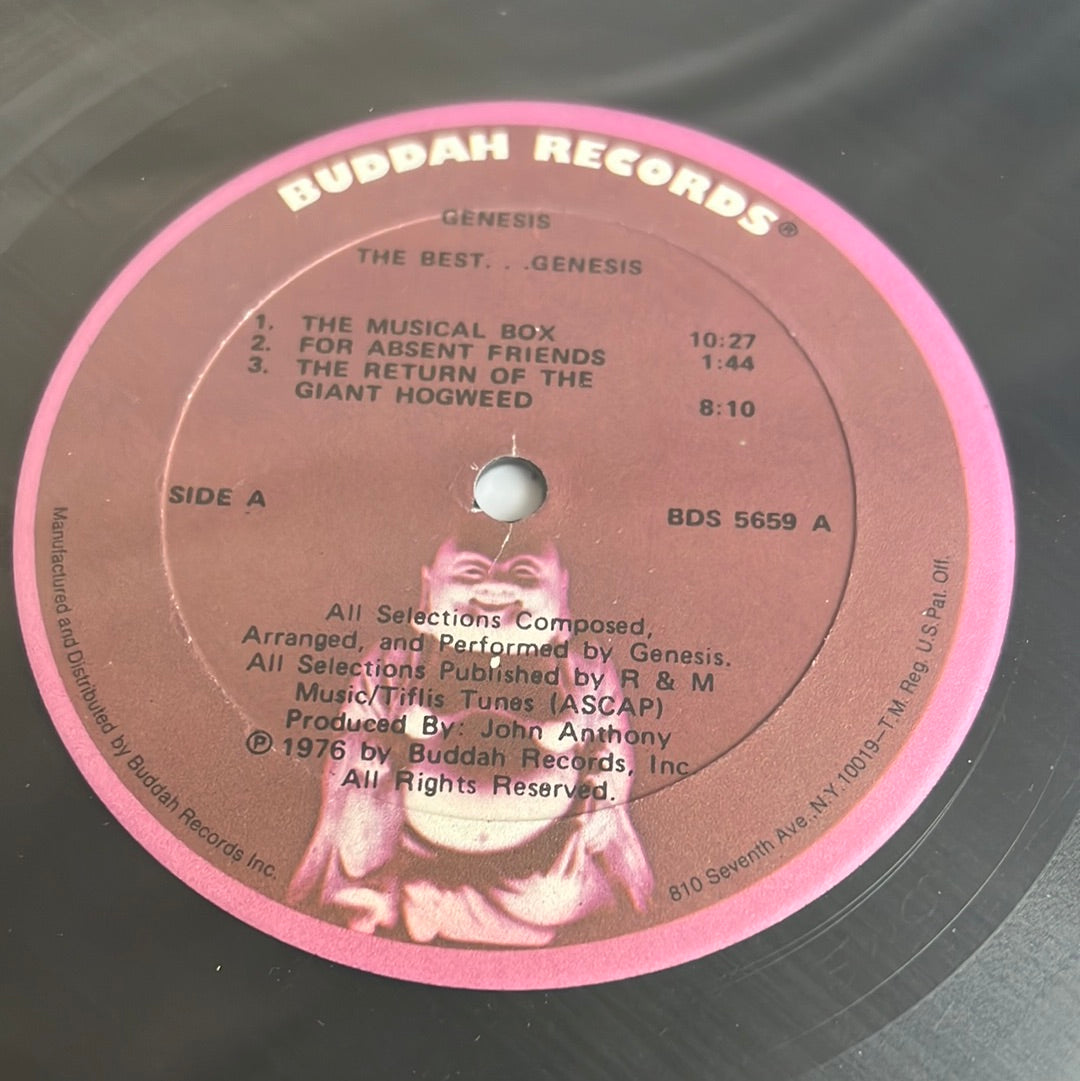 BUDDAH RECORDS®
GENESIS
THE BEST. . .GENESIS
1. THE MUSICAL BOX 10:27
2. FOR ABSENT FRIENDS 1:44
3. THE RETURN OF THE
GIANT HOGWEED 8:10
SIDE A
BDS 5659 A
All Selections Composed,
Arranged, and Performed by Genesis.
All Selections Published by R & M
Music/Tiflis Tunes (ASCAP)
Produced By: John Anthony
℗ 1976 by Buddah Records, Inc
All Rights Reserved.
Manufactured and Distributed by Buddah Records Inc.
810 Seventh Ave., N.Y. 10019—T.M. Reg. U.S. Pat. Off.